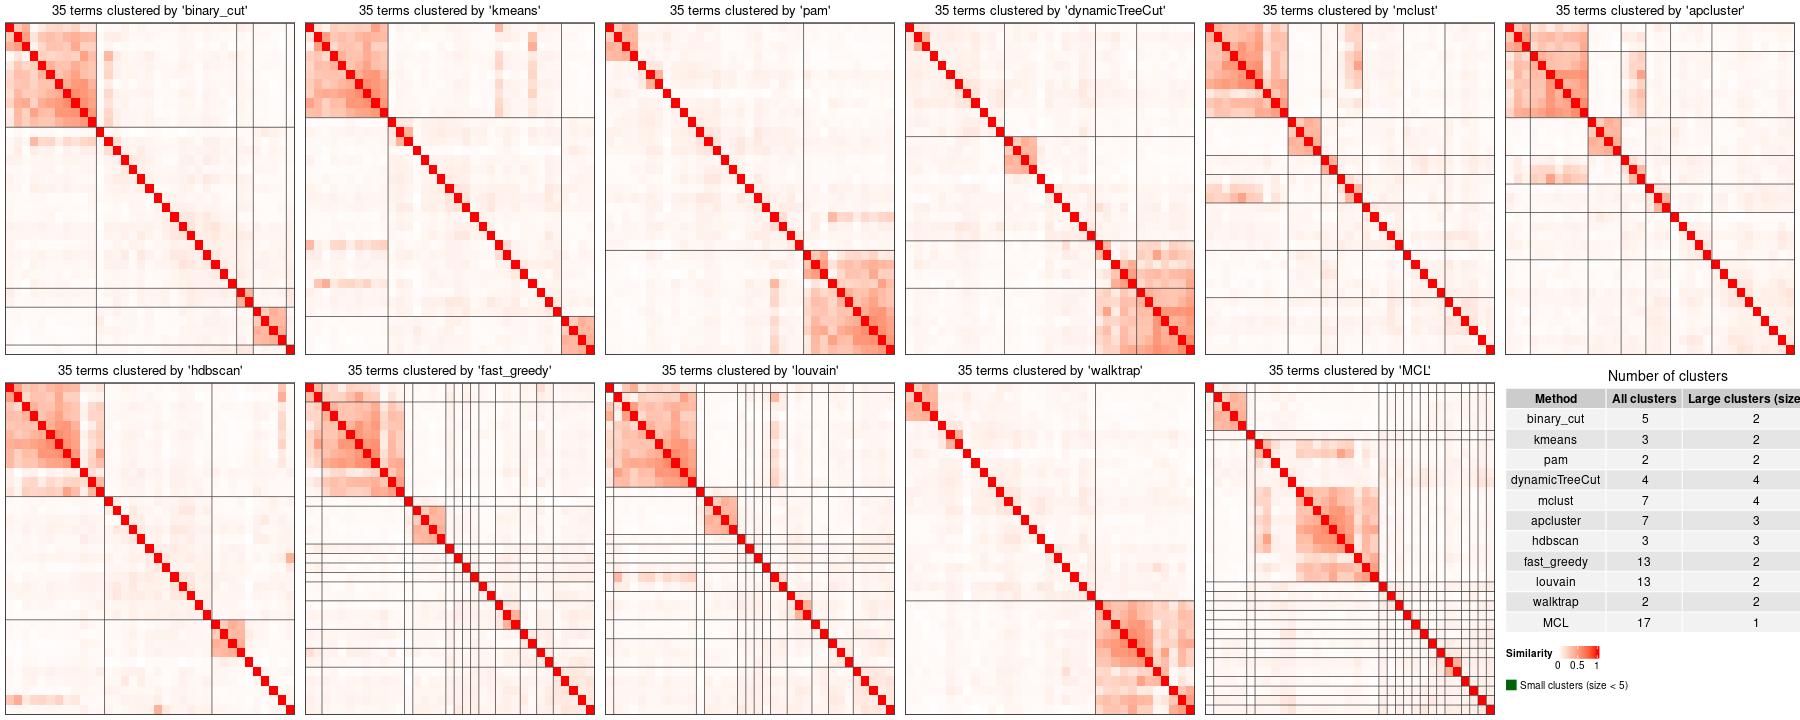 35 terms clustered by 'binary_cut'
35 terms clustered by 'kmeans'
35 terms clustered by 'pam'
35 terms clustered by 'dynamicTreeCut'
35 terms clustered by 'mclust'
35 terms clustered by 'apcluster'
35 terms clustered by 'hdbscan'
35 terms clustered by 'fast_greedy'
35 terms clustered by 'louvain'
35 terms clustered by 'walktrap'
35 terms clustered by 'MCL'
Number of clusters
Method All clusters Large clusters (size
binary_cut 5 2
kmeans 3 2
pam 2 2
dynamicTreeCut 4 4
mclust 7 4
apcluster 7 3
hdbscan 3 3
fast_greedy 13 2
louvain 13 2
walktrap 2 2
MCL 17 1
Similarity
0 0.5 1
Small clusters (size < 5)